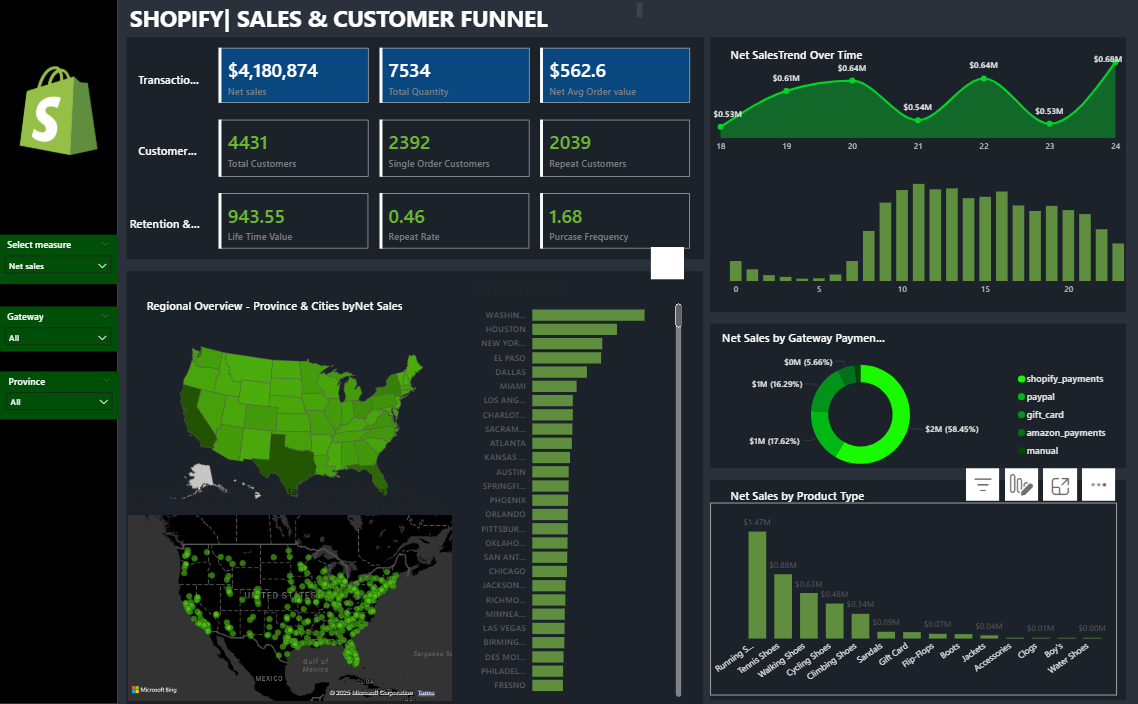 SHOPIFY| SALES & CUSTOMER FUNNEL
S
Select measure
Net sales
Gateway
All
Province
All
Transactio...
$4,180,874
Net sales
7534
Total Quantity
$562.6
Net Avg Order value
Customer...
4431
Total Customers
2392
Single Order Customers
2039
Repeat Customers
Retention &...
943.55
Life Time Value
0.46
Repeat Rate
1.68
Purcase Frequency
Net SalesTrend Over Time
$0.53M
$0.61M
$0.64M
$0.54M
$0.64M
$0.53M
$0.68M
18 19 20 21 22 23 24
0 5 10 15 20
Regional Overview - Province & Cities byNet Sales
WASHIN...
HOUSTON
NEW YOR...
EL PASO
DALLAS
MIAMI
LOS ANG...
CHARLOT...
SACRAM...
ATLANTA
KANSAS ...
AUSTIN
SPRINGFI...
PHOENIX
ORLANDO
PITTSBUR...
OKLAHO...
SAN ANT...
CHICAGO
JACKSON...
RICHMO...
MINNEA...
LAS VEGAS
BIRMING...
DES MOI...
PHILADEL...
FRESNO
UNITED STATES
Gulf of
Mexico
MEXICO
CUBA
Sargasso Se
Microsoft Bing
© 2025 Microsoft Corporation Terms
Net Sales by Gateway Paymen...
$0M (5.66%)
$1M (16.29%)
$1M (17.62%)
$2M (58.45%)
shopify_payments
paypal
gift_card
amazon_payments
manual
Net Sales by Product Type
$1.47M
$0.88M
$0.63M
$0.48M
$0.34M
$0.09M
$0.07M
$0.04M
$0.01M
$0.00M
Running S...
Tennis Shoes
Walking Shoes
Cycling Shoes
Climbing Shoes
Sandals
Gift Card
Flip-Flops
Boots
Jackets
Accessories
Clogs
Boy's
Water Shoes